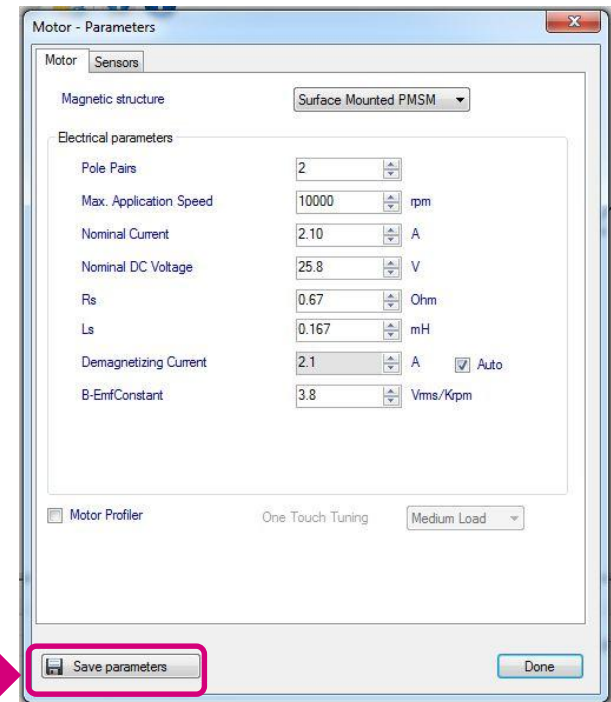 Motor - Parameters
Motor Sensors
Magnetic structure Surface Mounted PMSM
Electrical parameters
Pole Pairs 2
Max. Application Speed 10000 rpm
Nominal Current 2.10 A
Nominal DC Voltage 25.8 V
Rs 0.67 Ohm
Ls 0.167 mH
Demagnetizing Current 2.1 A Auto
B-EmfConstant 3.8 Vrms/Krpm
Motor Profiler One Touch Tuning Medium Load
Save parameters Done